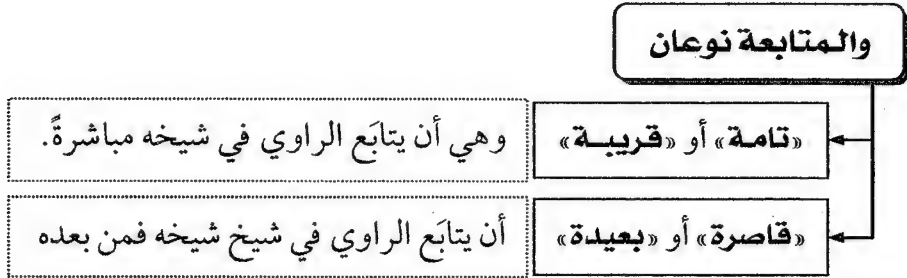 والمتابعة نوعان
«تامة» أو «قريبة» وهي أن يتابَع الراوي في شيخه مباشرةً.
«قاصرة» أو «بعيدة» أن يتابَع الراوي في شيخ شيخه فمن بعده